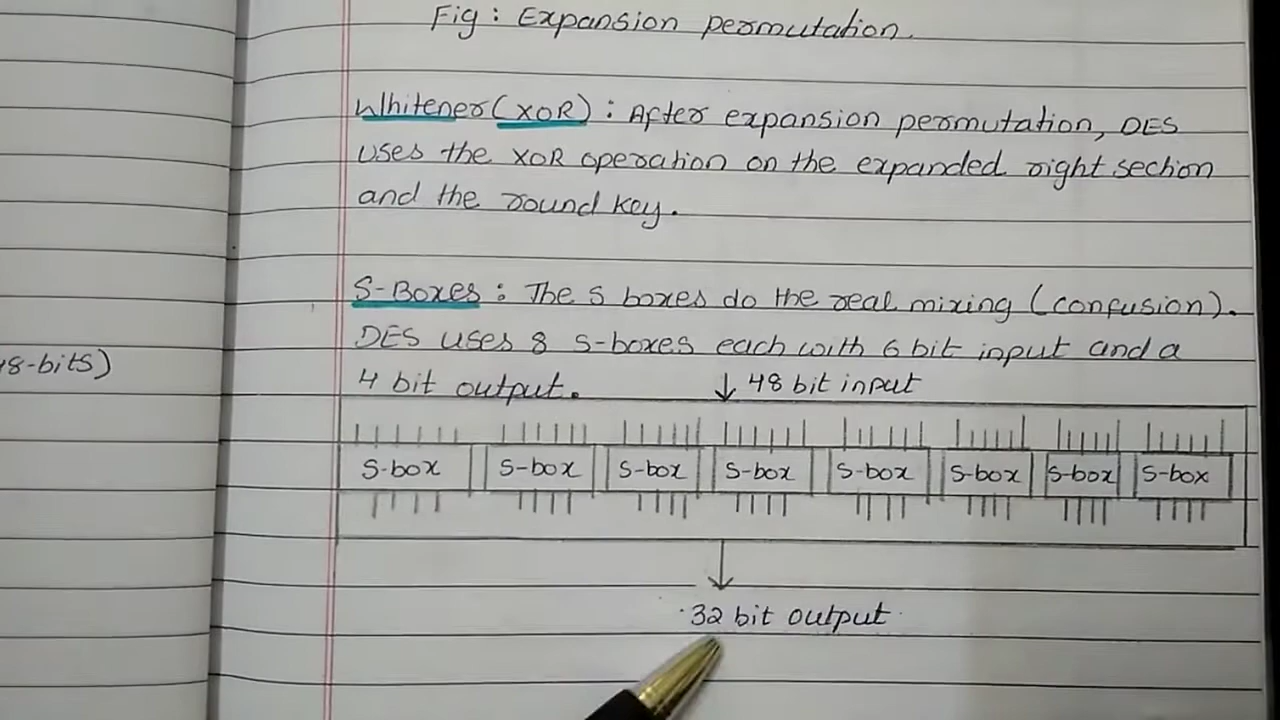 Fig : Expansion permutation.
Whitener (XOR) : After expansion permutation, DES
uses the XOR operation on the expanded right section
and the round key.
S-Boxes : The S boxes do the real mixing (confusion).
DES uses 8 S-boxes each with 6 bit input and a
8-bits)
4 bit output. ↓ 48 bit input
S-box S-box S-box S-box S-box S-box S-box S-box
32 bit output